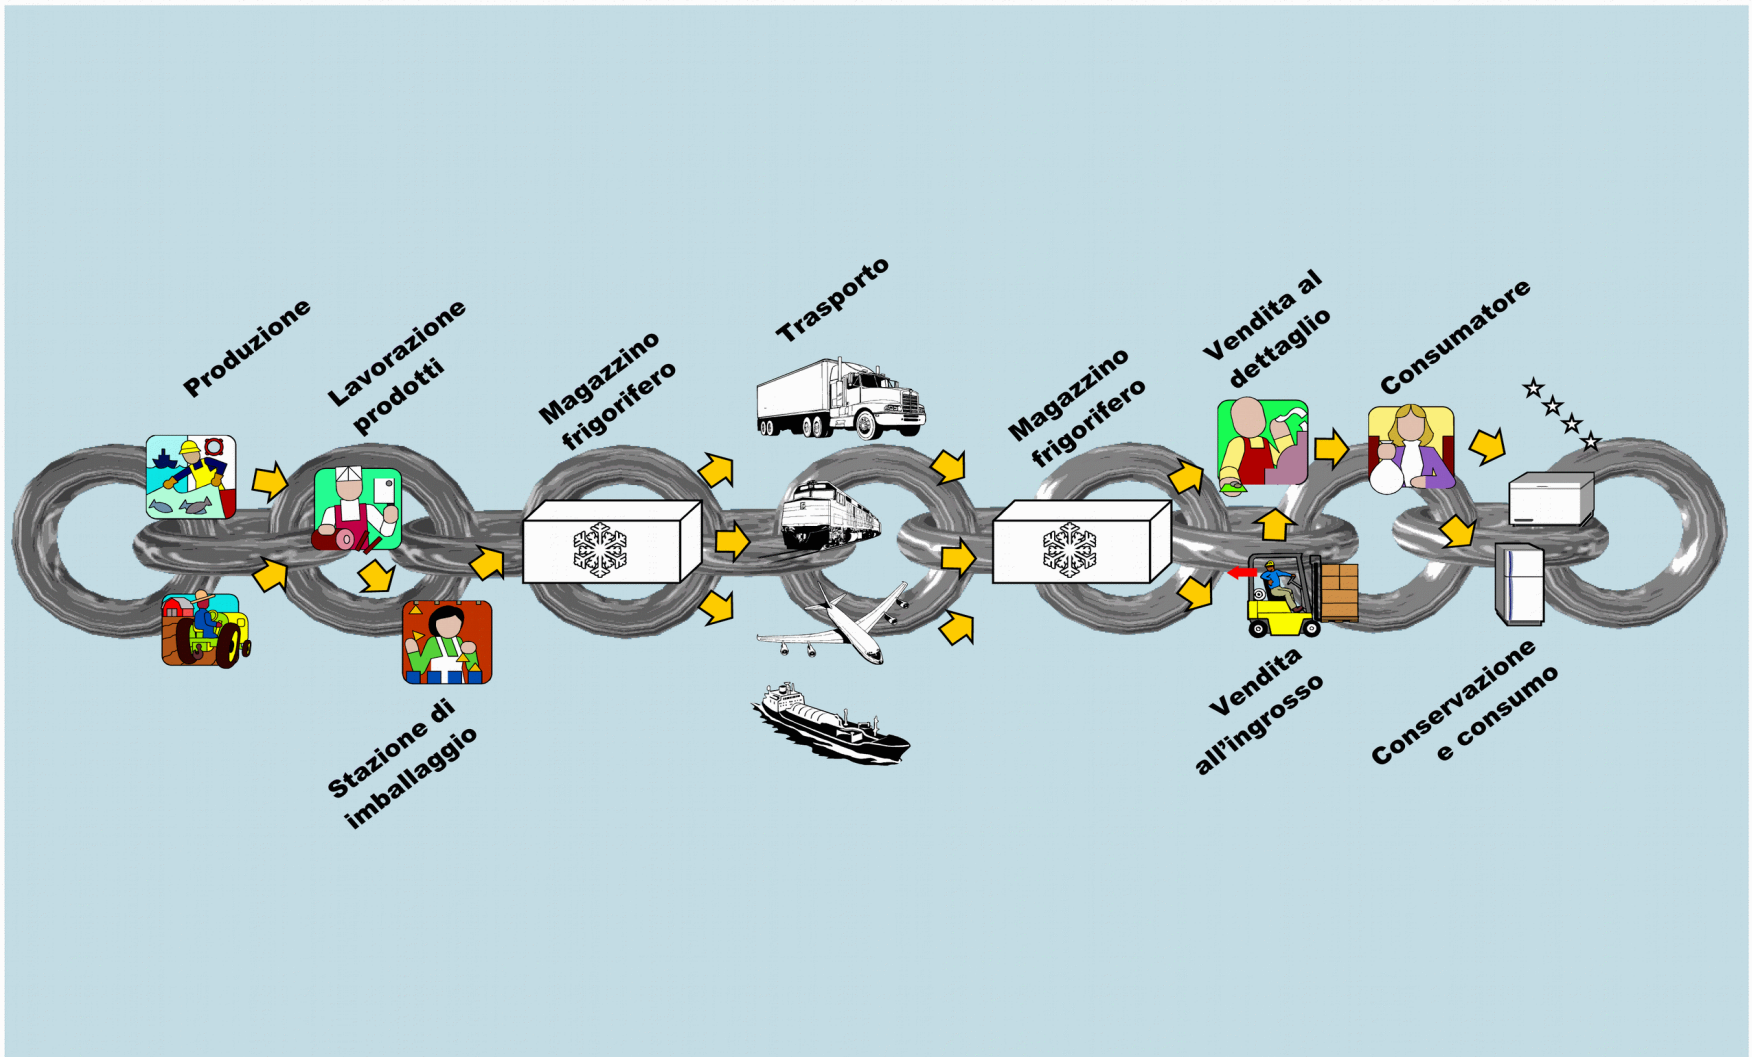 Produzione
Lavorazione
prodotti
Stazione di
imballaggio
Magazzino
frigorifero
Trasporto
Magazzino
frigorifero
Vendita al
dettaglio
Vendita
all'ingrosso
Consumatore
Conservazione
e consumo